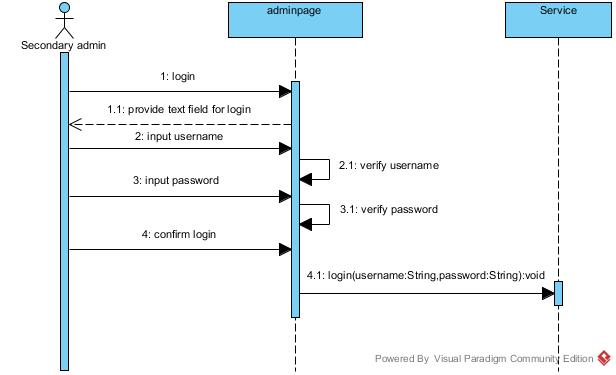 adminpage
Service
Secondary admin
1: login
1.1: provide text field for login
2: input username
2.1: verify username
3: input password
3.1: verify password
4: confirm login
4.1: login(username:String,password:String):void
Powered By Visual Paradigm Community Edition